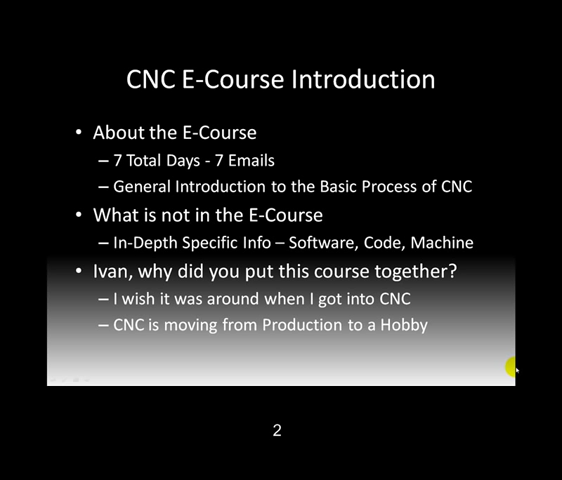 CNC E-Course Introduction
• About the E-Course
– 7 Total Days - 7 Emails
– General Introduction to the Basic Process of CNC
• What is not in the E-Course
– In-Depth Specific Info – Software, Code, Machine
• Ivan, why did you put this course together?
– I wish it was around when I got into CNC
– CNC is moving from Production to a Hobby
2